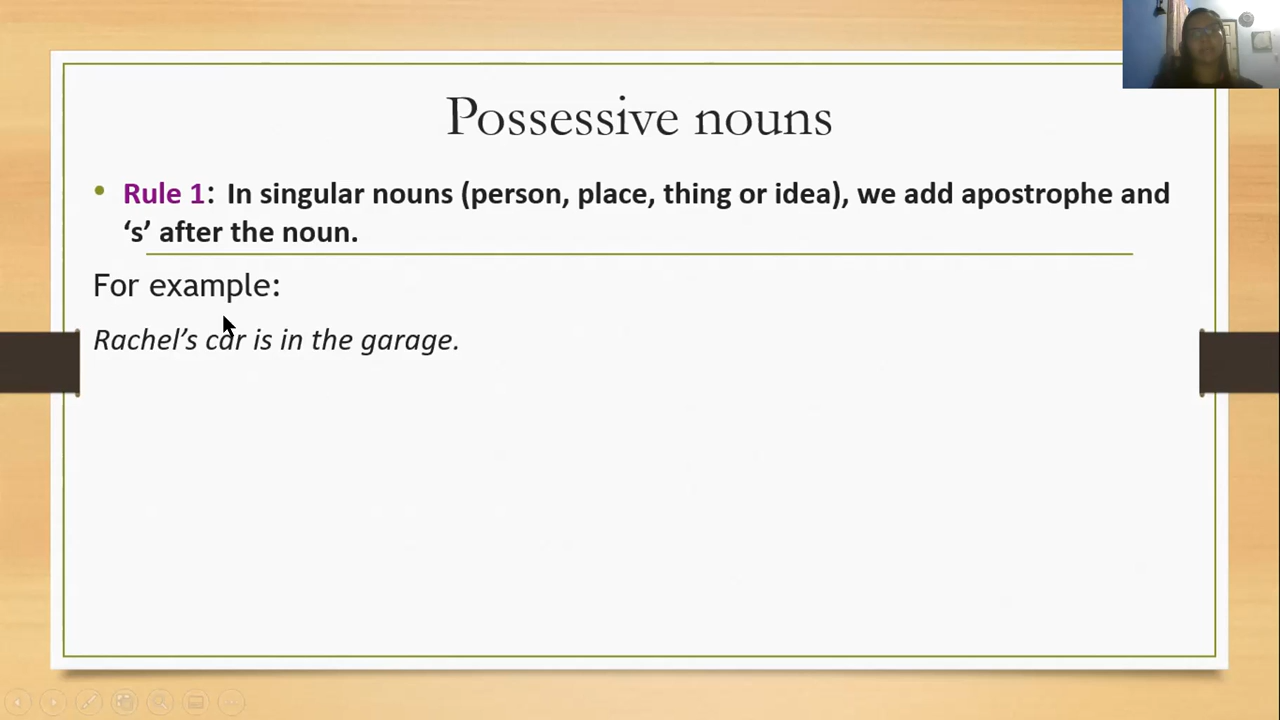 Possessive nouns
• Rule 1: In singular nouns (person, place, thing or idea), we add apostrophe and
‘s’ after the noun.
For example:
Rachel’s car is in the garage.